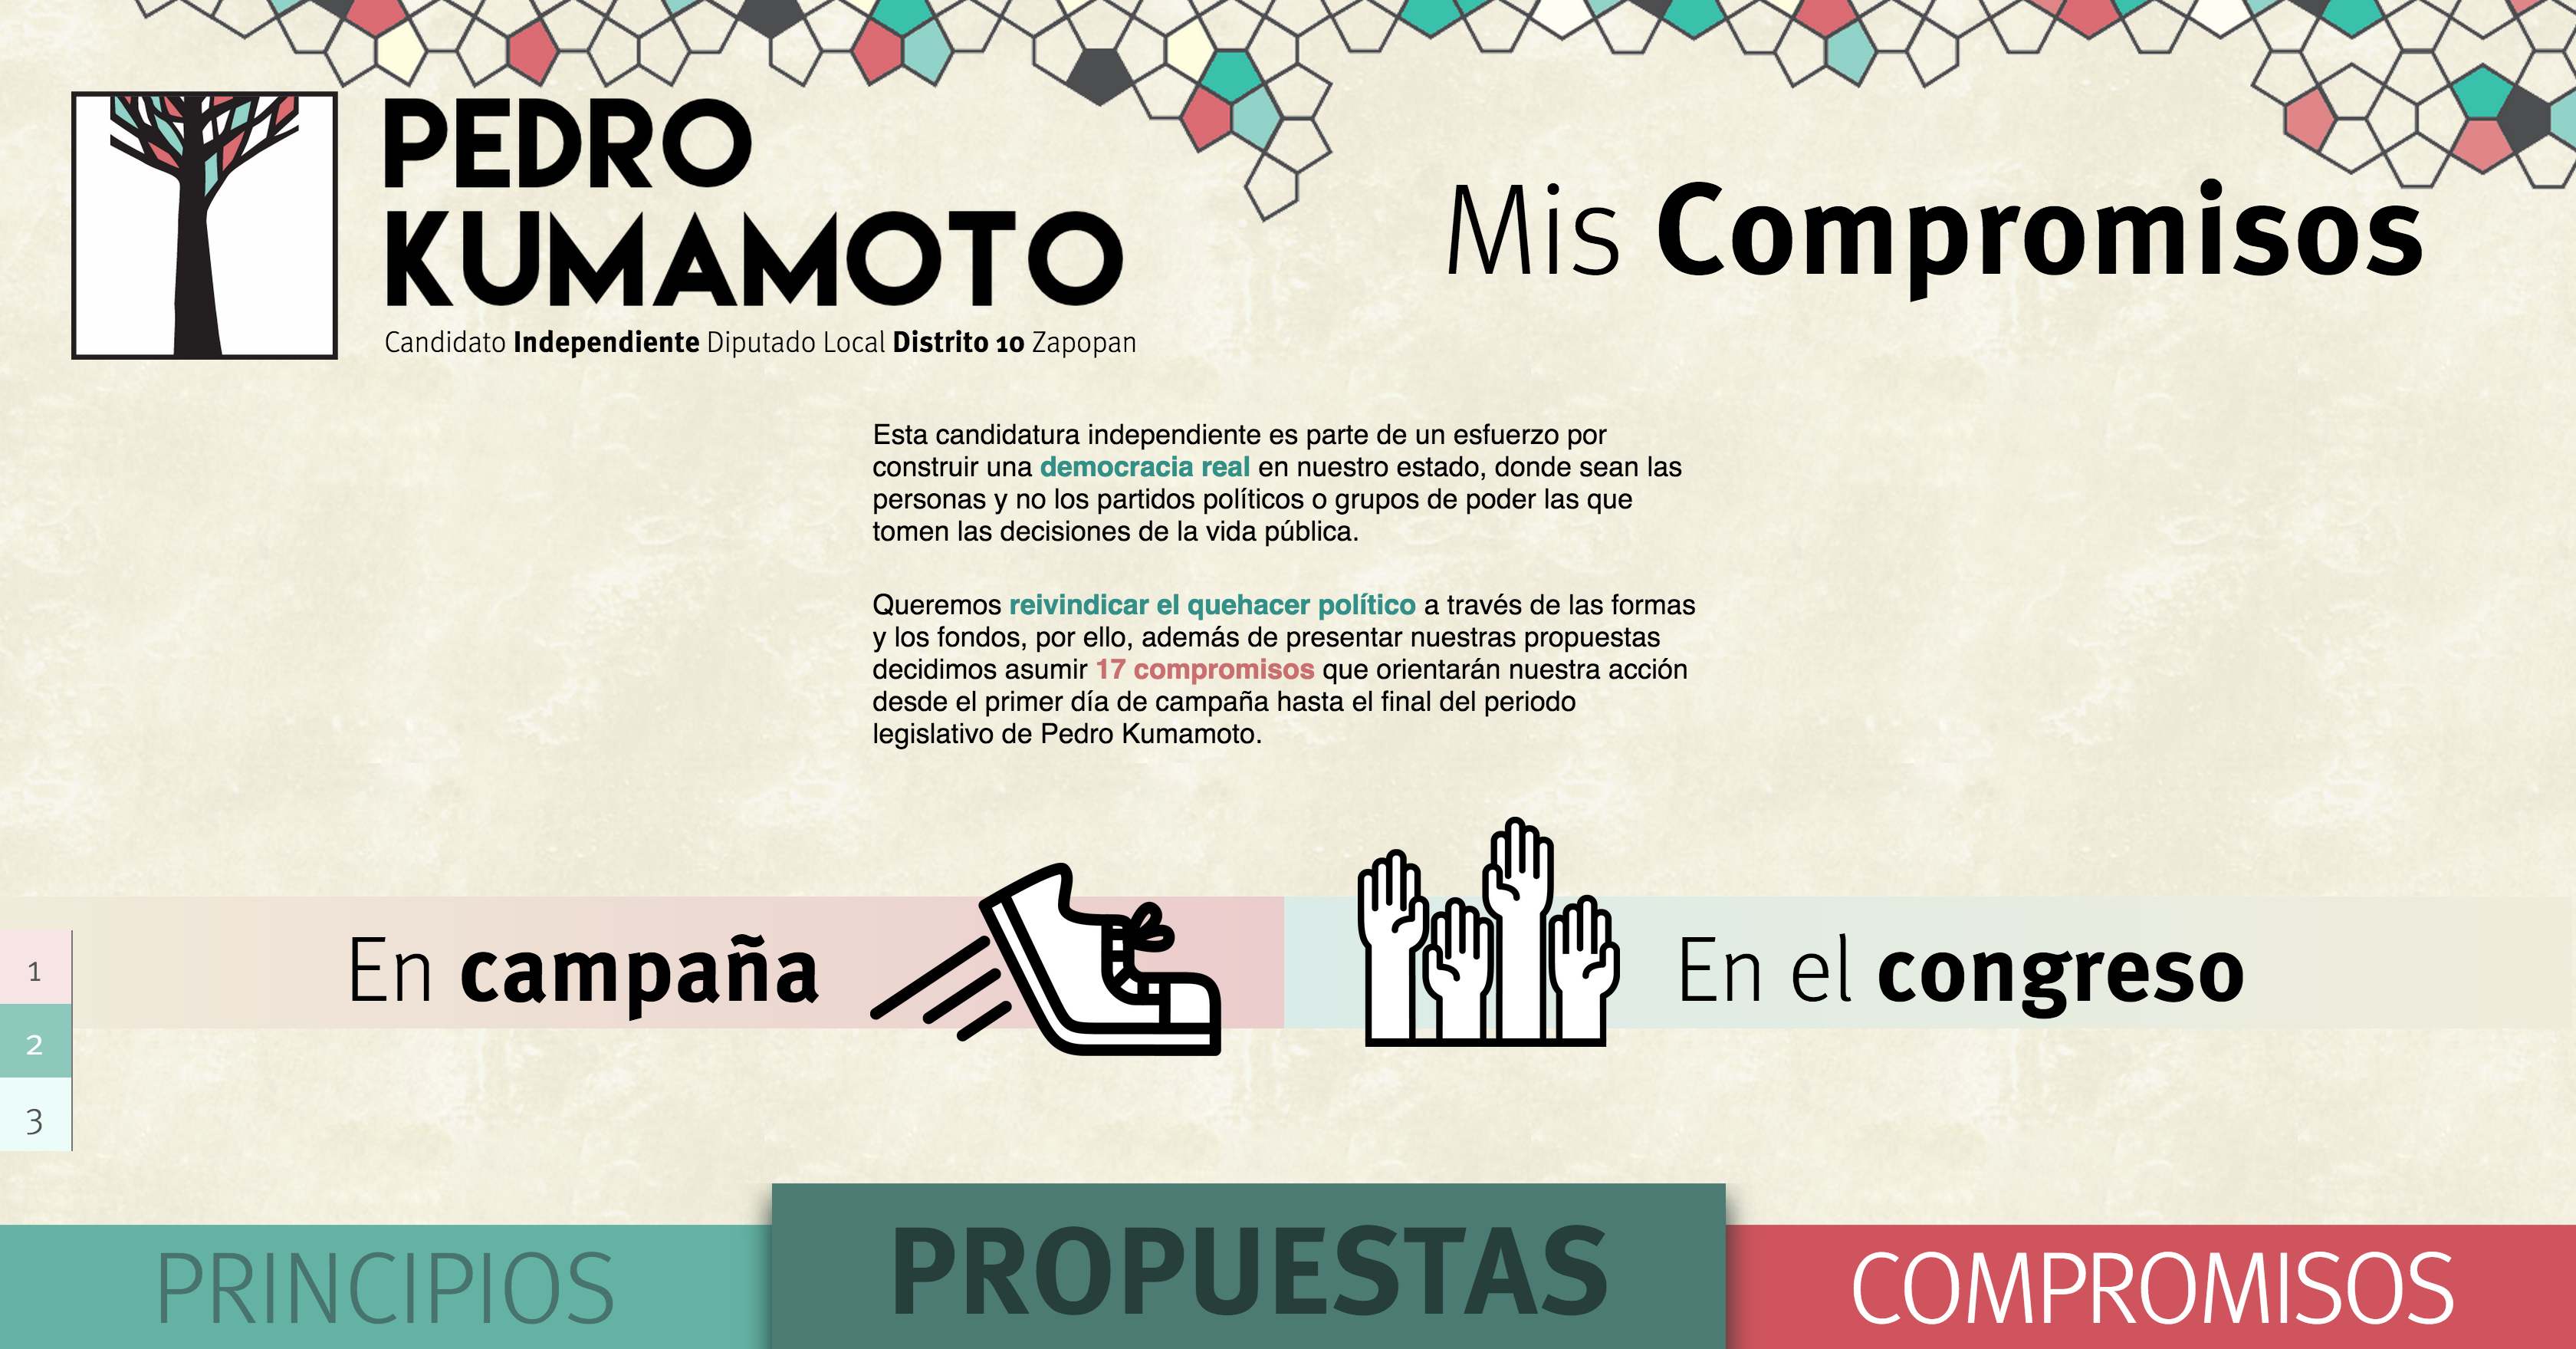 PEDRO
KUMAMOTO
Candidato Independiente Diputado Local Distrito 10 Zapopan
Mis Compromisos
Esta candidatura independiente es parte de un esfuerzo por
construir una democracia real en nuestro estado, donde sean las
personas y no los partidos políticos o grupos de poder las que
tomen las decisiones de la vida pública.
Queremos reivindicar el quehacer político a través de las formas
y los fondos, por ello, además de presentar nuestras propuestas
decidimos asumir 17 compromisos que orientarán nuestra acción
desde el primer día de campaña hasta el final del periodo
legislativo de Pedro Kumamoto.
En campaña
En el congreso
1
2
3
PRINCIPIOS
PROPUESTAS
COMPROMISOS